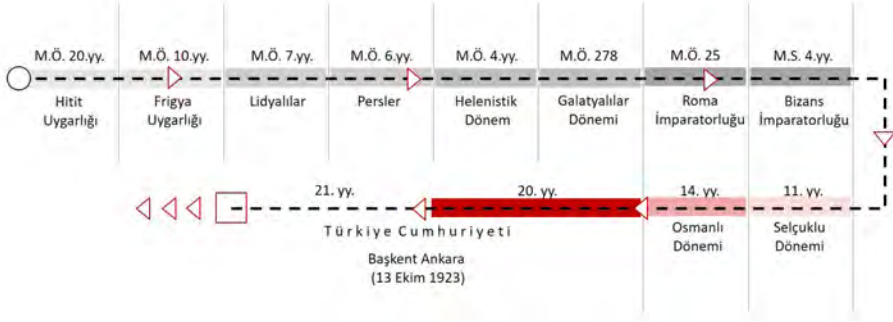 M.Ö. 20.yy. M.Ö. 10.yy. M.Ö. 7.yy. M.Ö. 6.yy. M.Ö. 4.yy. M.Ö. 278 M.Ö. 25 M.S. 4.yy.
Hitit Uygarlığı
Frigya Uygarlığı
Lidyalılar
Persler
Helenistik Dönem
Galatyalılar Dönemi
Roma İmparatorluğu
Bizans İmparatorluğu
21. yy. 20. yy. 14. yy. 11. yy.
Türkiye Cumhuriyeti
Başkent Ankara
(13 Ekim 1923)
Osmanlı Dönemi
Selçuklu Dönemi